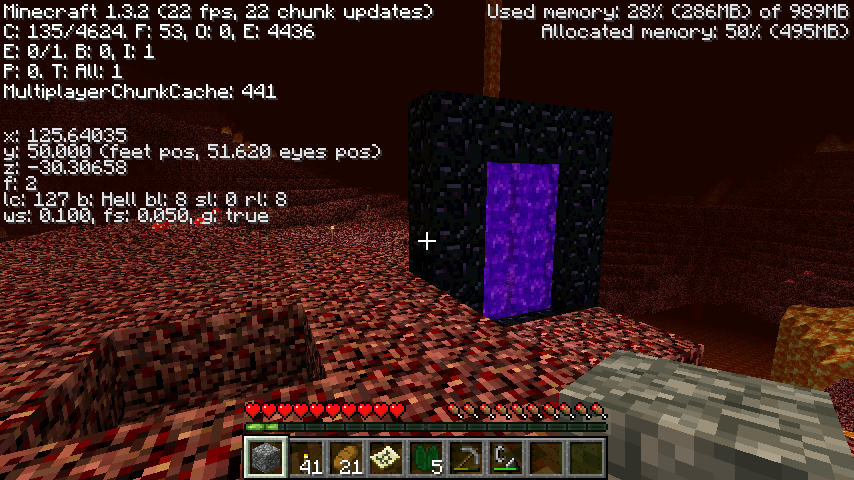 Minecraft 1.3.2 (22 fps, 22 chunk updates)
C: 135/4624. F: 53, O: 0, E: 4436
E: 0/1. B: 0, I: 1
P: 0. T: All: 1
MultiplayerChunkCache: 441
Used memory: 28% (286MB) of 989MB
Allocated memory: 50% (495MB)
x: 125.64035
y: 50.000 (feet pos, 51.620 eyes pos)
z: -30.30658
f: 2
lc: 127 b: Hell bl: 8 sl: 0 rl: 8
ws: 0.100, fs: 0.050, g: true
41
21
5